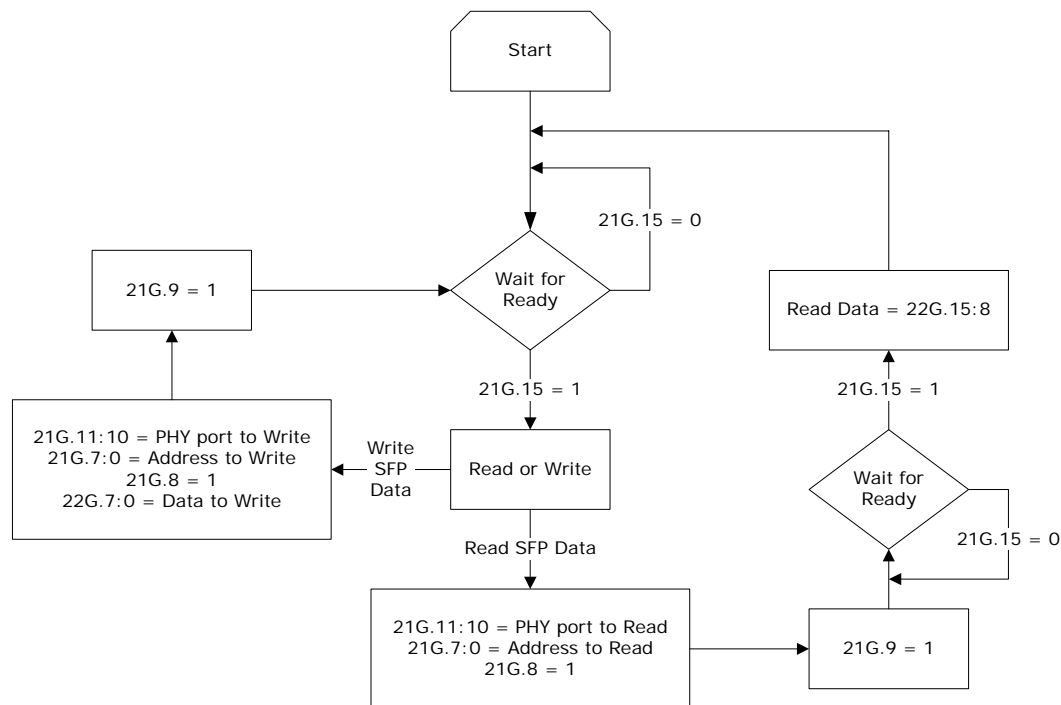 Start
21G.15 = 0
21G.9 = 1
Wait for
Ready
Read Data = 22G.15:8
21G.15 = 1
21G.15 = 1
21G.11:10 = PHY port to Write
21G.7:0 = Address to Write
21G.8 = 1
22G.7:0 = Data to Write
Write
SFP
Data
Read or Write
Wait for
Ready
21G.15 = 0
Read SFP Data
21G.11:10 = PHY port to Read
21G.7:0 = Address to Read
21G.8 = 1
21G.9 = 1